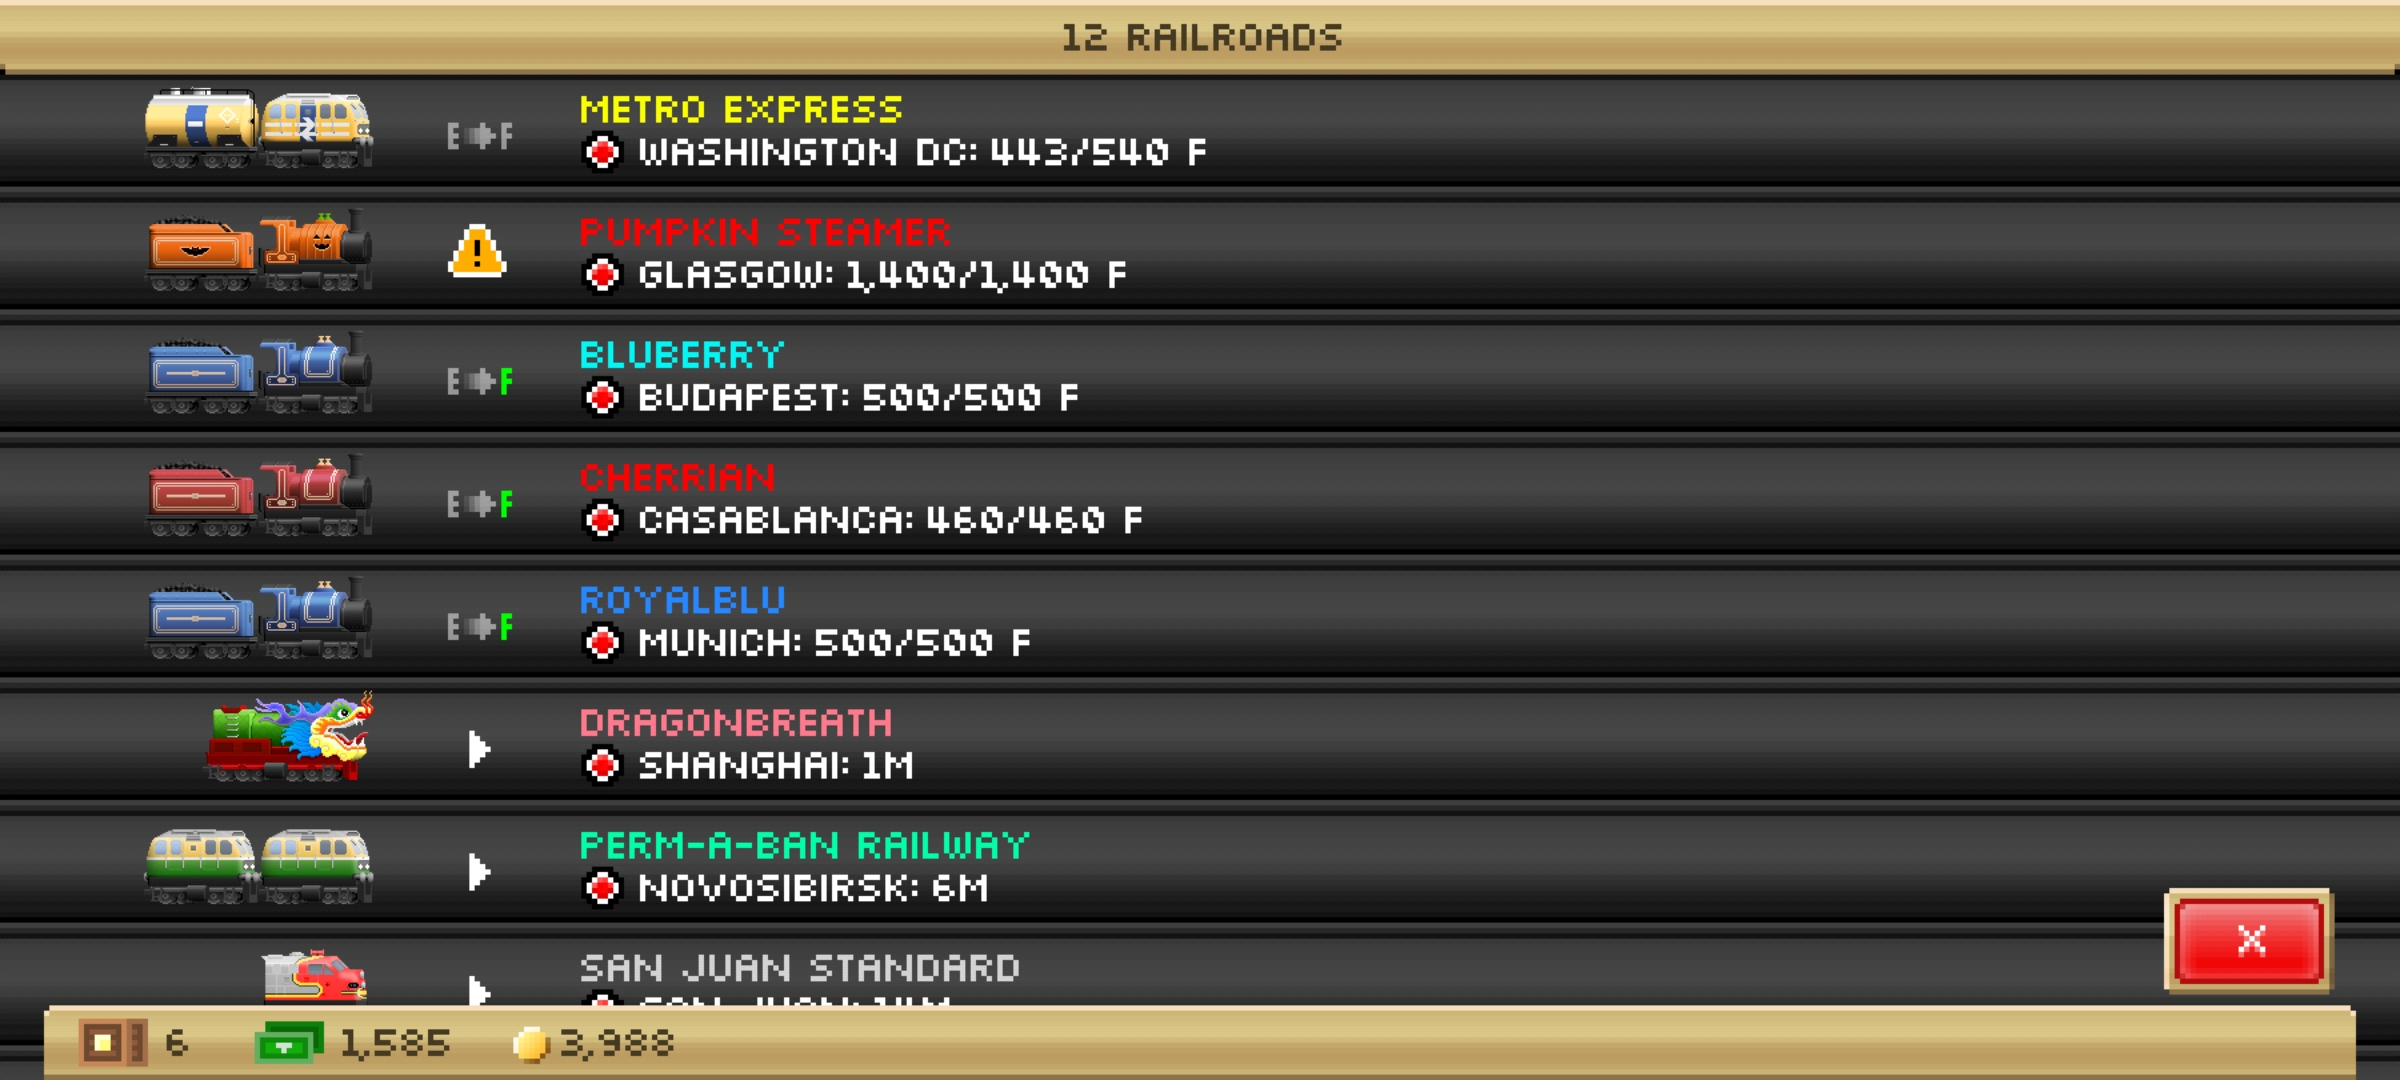 12 RAILROADS
METRO EXPRESS
E F
WASHINGTON DC: 443/540 F
PUMPKIN STEAMER
!
GLASGOW: 1,400/1,400 F
BLUBERRY
E F
BUDAPEST: 500/500 F
CHERRIAN
E F
CASABLANCA: 460/460 F
ROYALBLU
E F
MUNICH: 500/500 F
DRAGONBREATH
SHANGHAI: 1M
PERM-A-BAN RAILWAY
NOVOSIBIRSK: 6M
SAN JUAN STANDARD
X
6 1,585 3,988